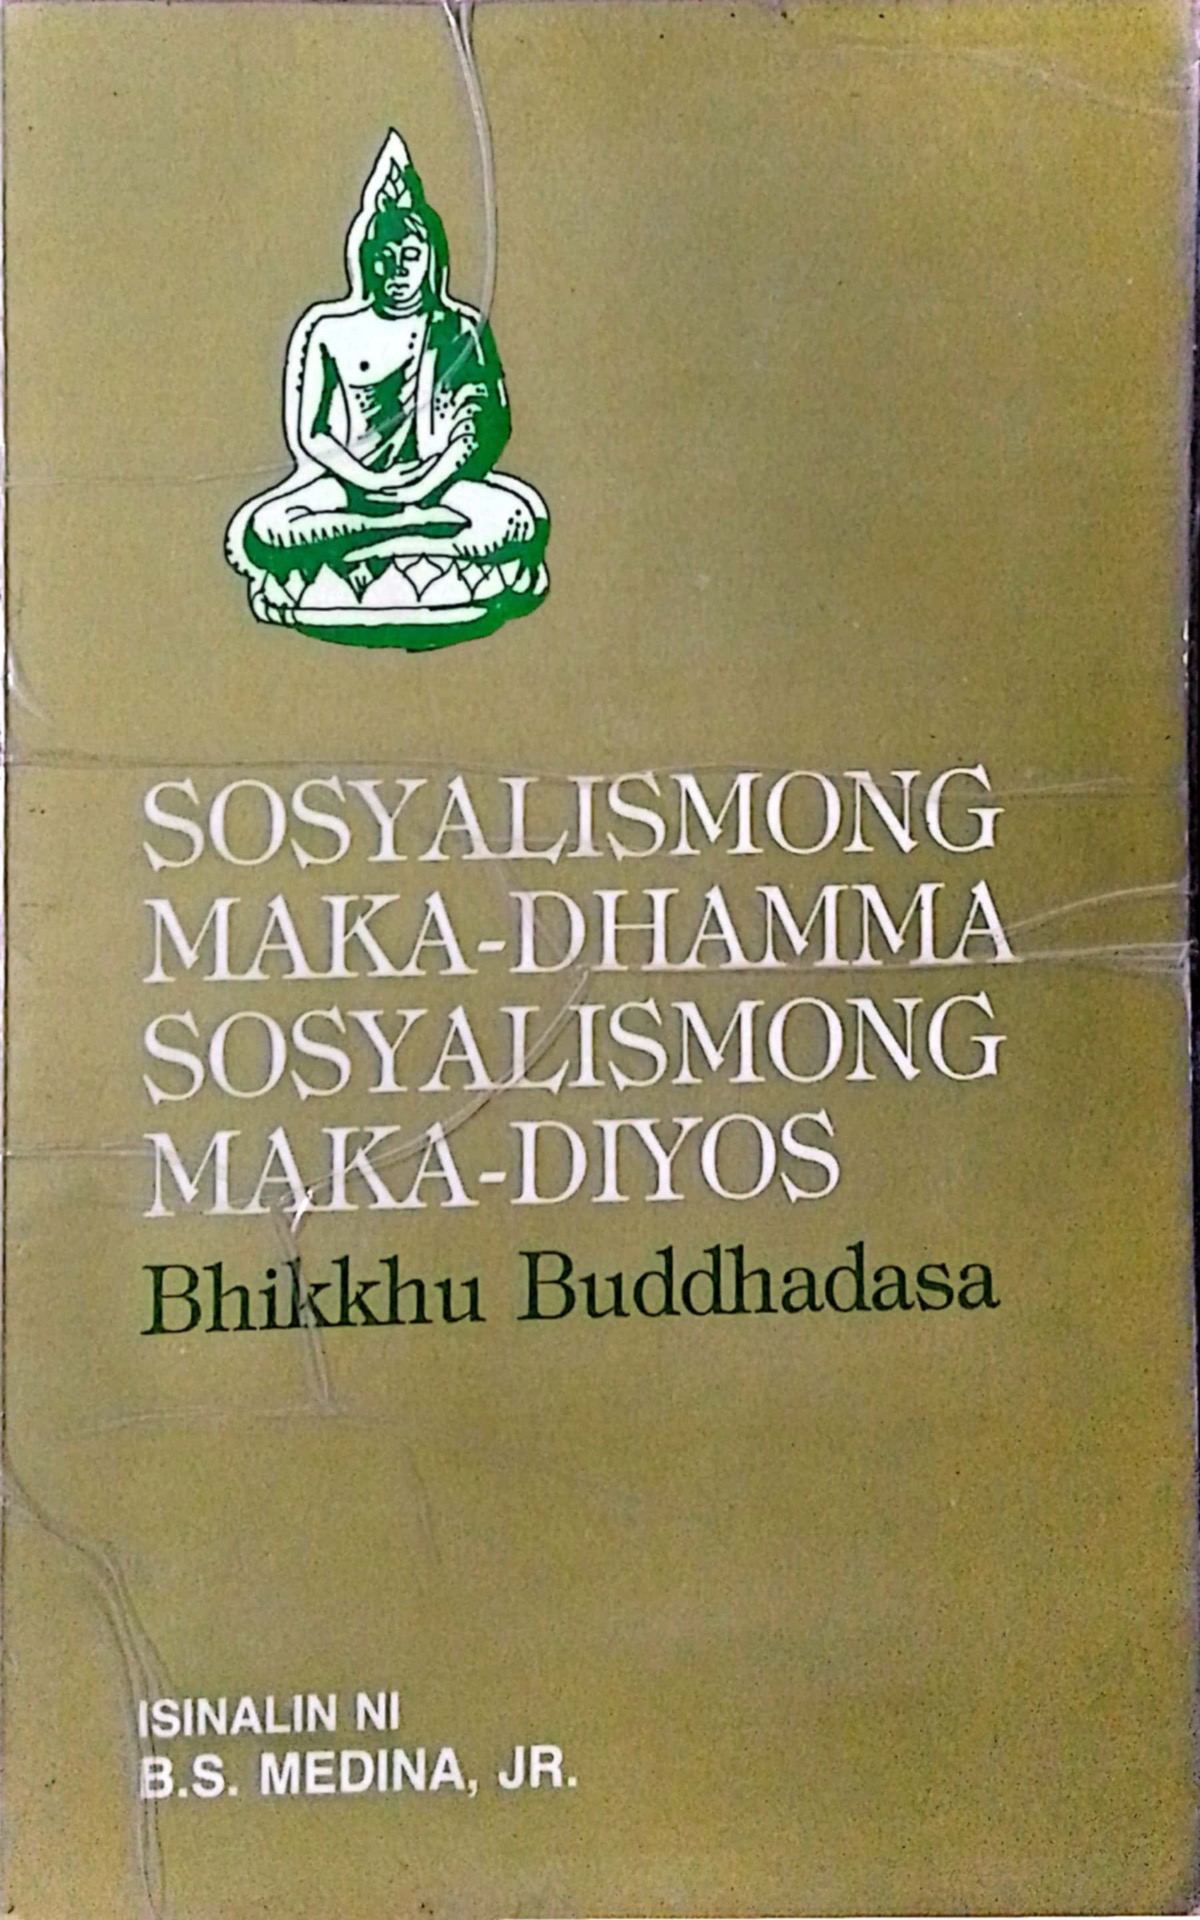 SOSYALISMONG
MAKA-DHAMMA
SOSYALISMONG
MAKA-DIYOS
Bhikkhu Buddhadasa
ISINALIN NI
B.S. MEDINA, JR.